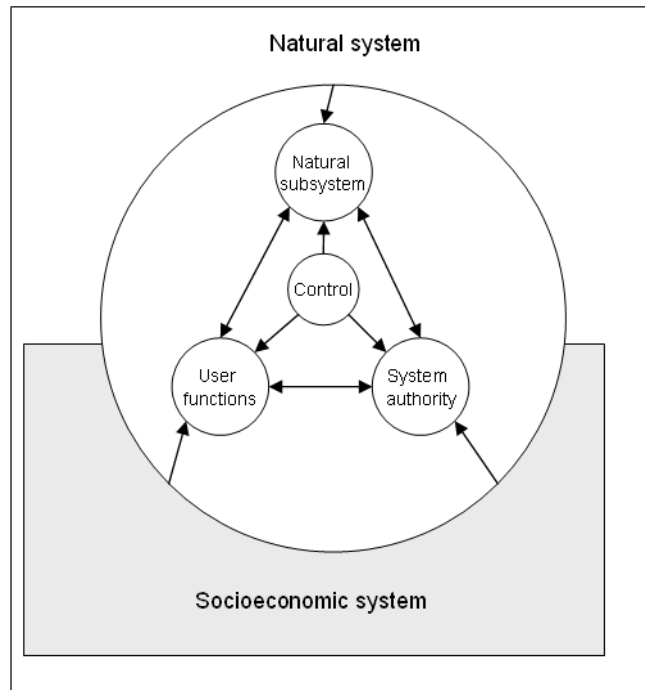 Natural system
Natural
subsystem
Control
User
functions
System
authority
Socioeconomic system